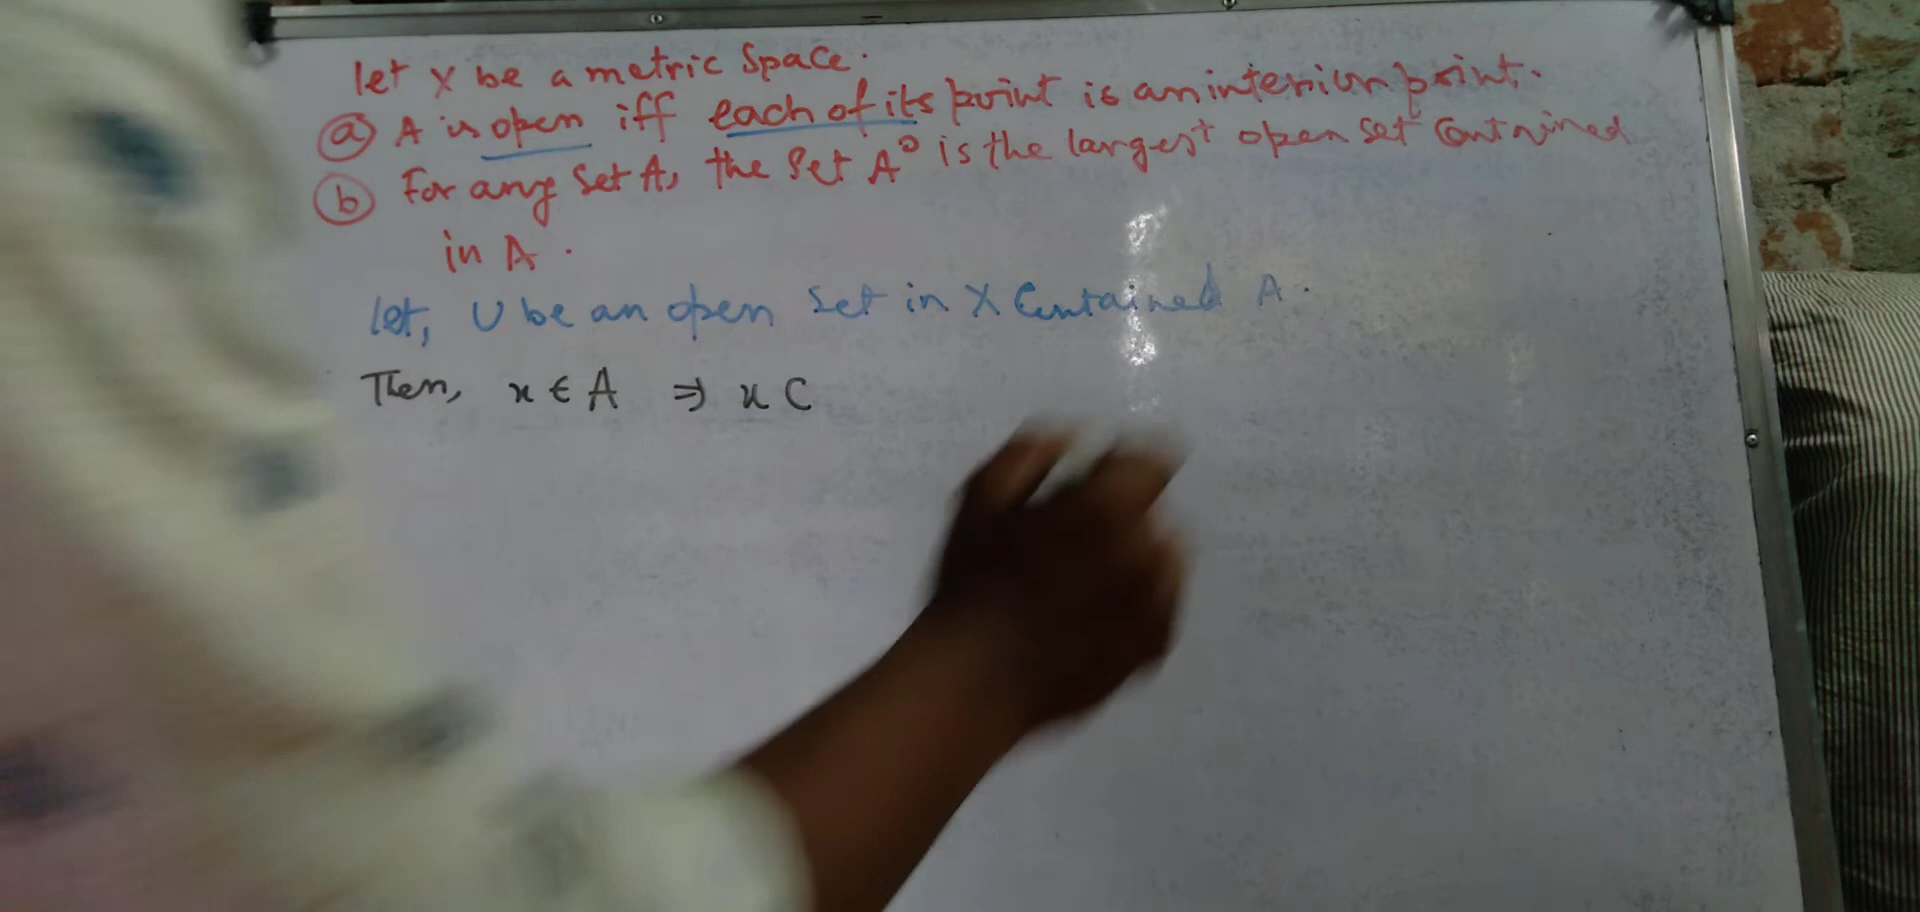 let X be a metric space.
(a) A is open iff each of its point is an interior point.
(b) For any set A, the set A° is the largest open set contained
in A.
let, U be an open set in X Contained A.
Then, x ∈ A ⇒ x C